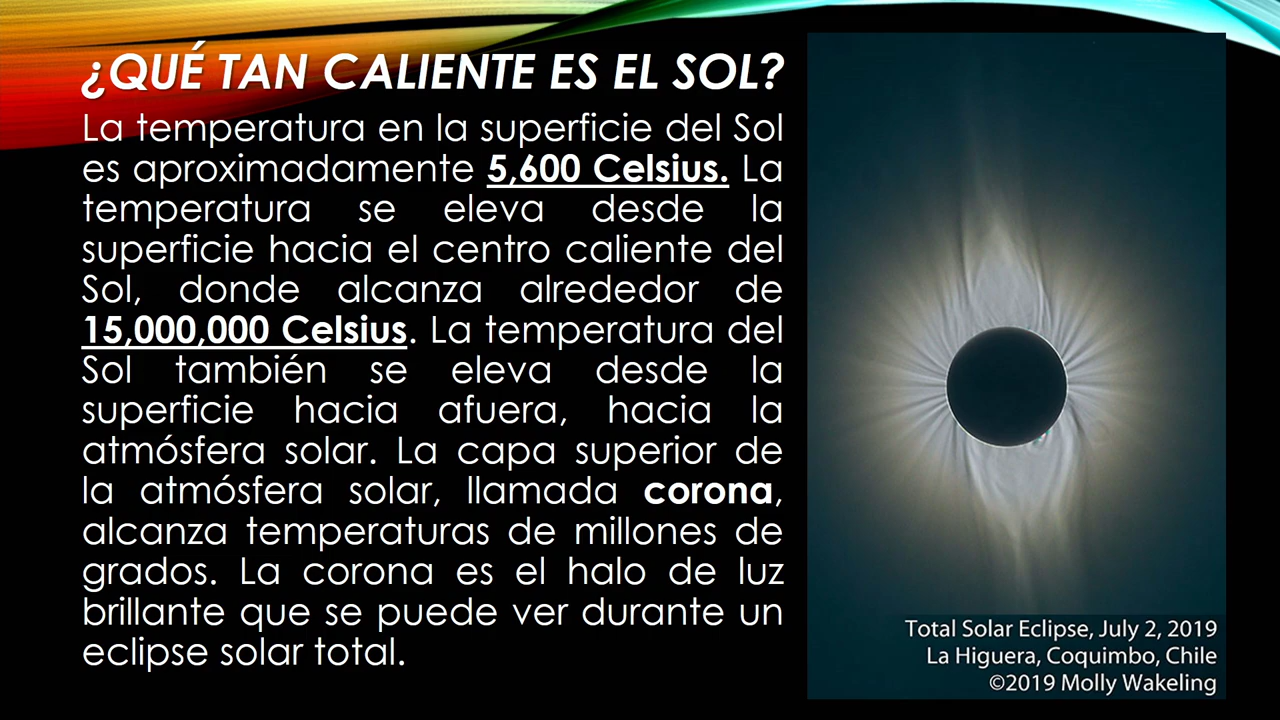 ¿QUÉ TAN CALIENTE ES EL SOL?
La temperatura en la superficie del Sol
es aproximadamente 5,600 Celsius. La
temperatura se eleva desde la
superficie hacia el centro caliente del
Sol, donde alcanza alrededor de
15,000,000 Celsius. La temperatura del
Sol también se eleva desde la
superficie hacia afuera, hacia la
atmósfera solar. La capa superior de
la atmósfera solar, llamada corona,
alcanza temperaturas de millones de
grados. La corona es el halo de luz
brillante que se puede ver durante un
eclipse solar total.
Total Solar Eclipse, July 2, 2019
La Higuera, Coquimbo, Chile
©2019 Molly Wakeling